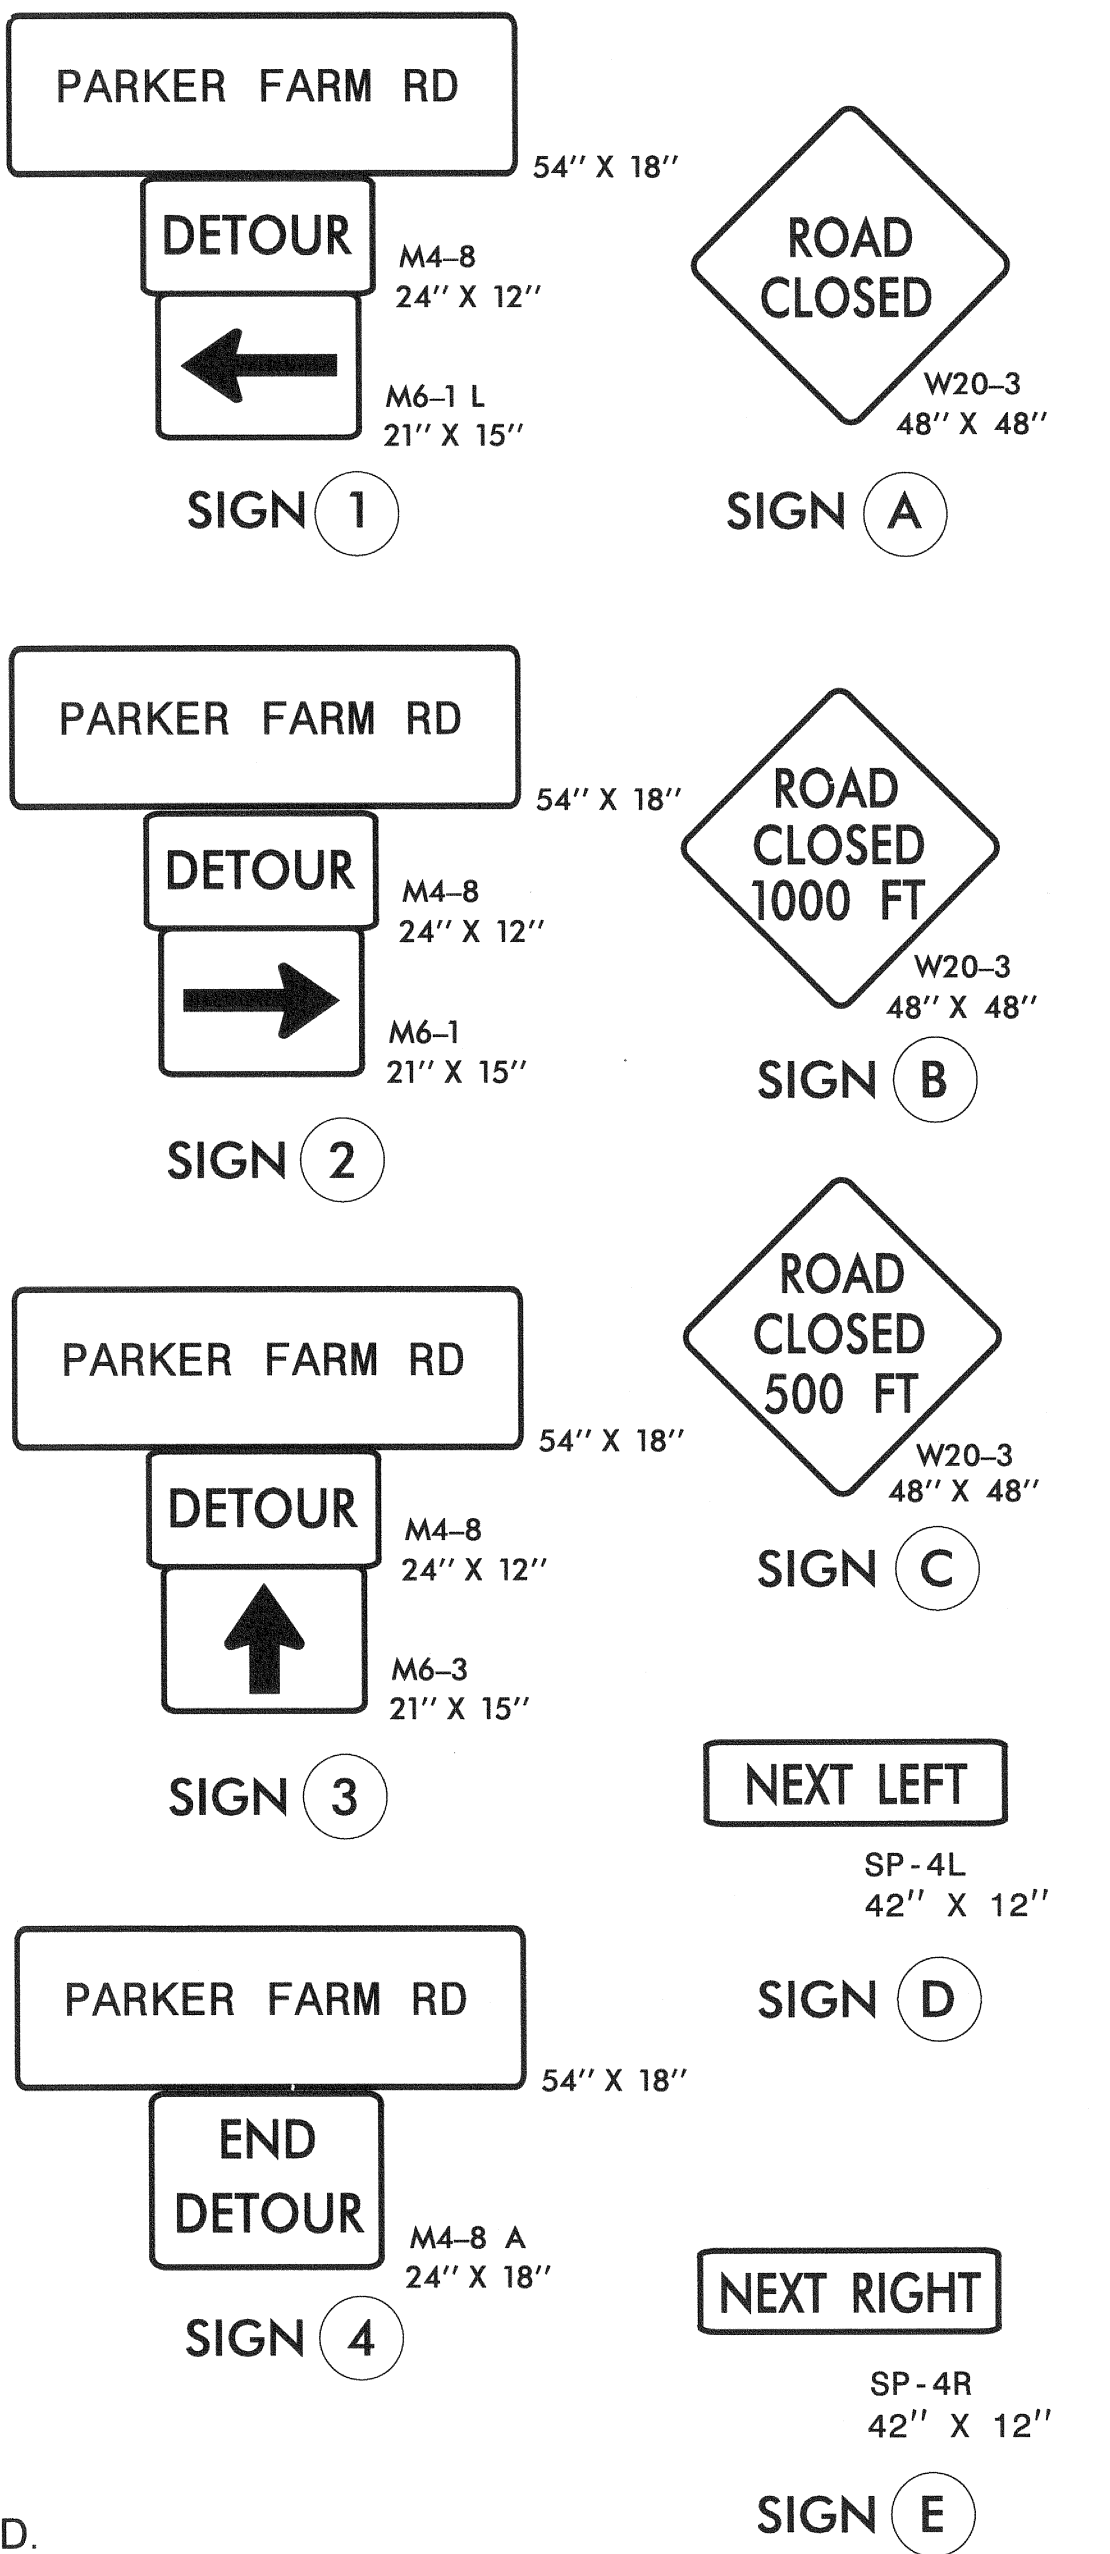 PARKER FARM RD
54" X 18"
DETOUR
M4-8
24" X 12"
M6-1 L
21" X 15"
SIGN 1
ROAD
CLOSED
W20-3
48" X 48"
SIGN A
PARKER FARM RD
54" X 18"
DETOUR
M4-8
24" X 12"
M6-1
21" X 15"
SIGN 2
ROAD
CLOSED
1000 FT
W20-3
48" X 48"
SIGN B
PARKER FARM RD
54" X 18"
DETOUR
M4-8
24" X 12"
M6-3
21" X 15"
SIGN 3
ROAD
CLOSED
500 FT
W20-3
48" X 48"
SIGN C
NEXT LEFT
SP-4L
42" X 12"
SIGN D
PARKER FARM RD
54" X 18"
END
DETOUR
M4-8 A
24" X 18"
SIGN 4
NEXT RIGHT
SP-4R
42" X 12"
SIGN E
D.